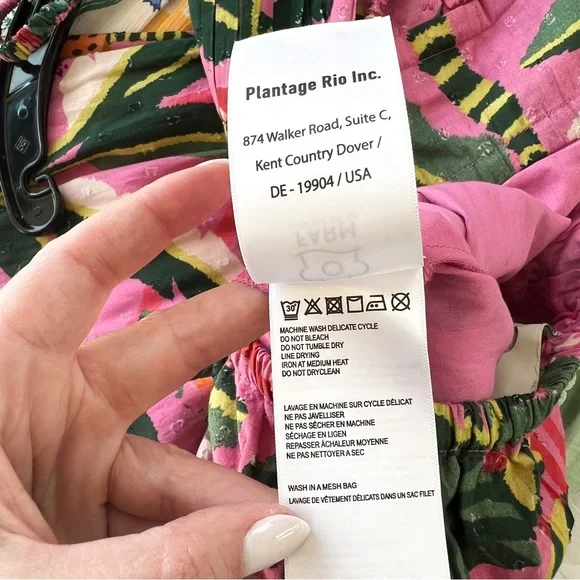 Plantage Rio Inc.
874 Walker Road, Suite C,
Kent Country Dover /
DE - 19904 / USA
FARM
30°
MACHINE WASH DELICATE CYCLE
DO NOT BLEACH
DO NOT TUMBLE DRY
LINE DRYING
IRON AT MEDIUM HEAT
DO NOT DRYCLEAN
LAVAGE EN MACHINE SUR CYCLE DÉLICAT
NE PAS JAVELLISER
NE PAS SÉCHER EN MACHINE
SÉCHAGE EN LIGEN
REPASSER ÀCHALEUR MOYENNE
NE PAS NETTOYER A SEC
WASH IN A MESH BAG
LAVAGE DE VÊTEMENT DÉLICATS DANS UN SAC FILET